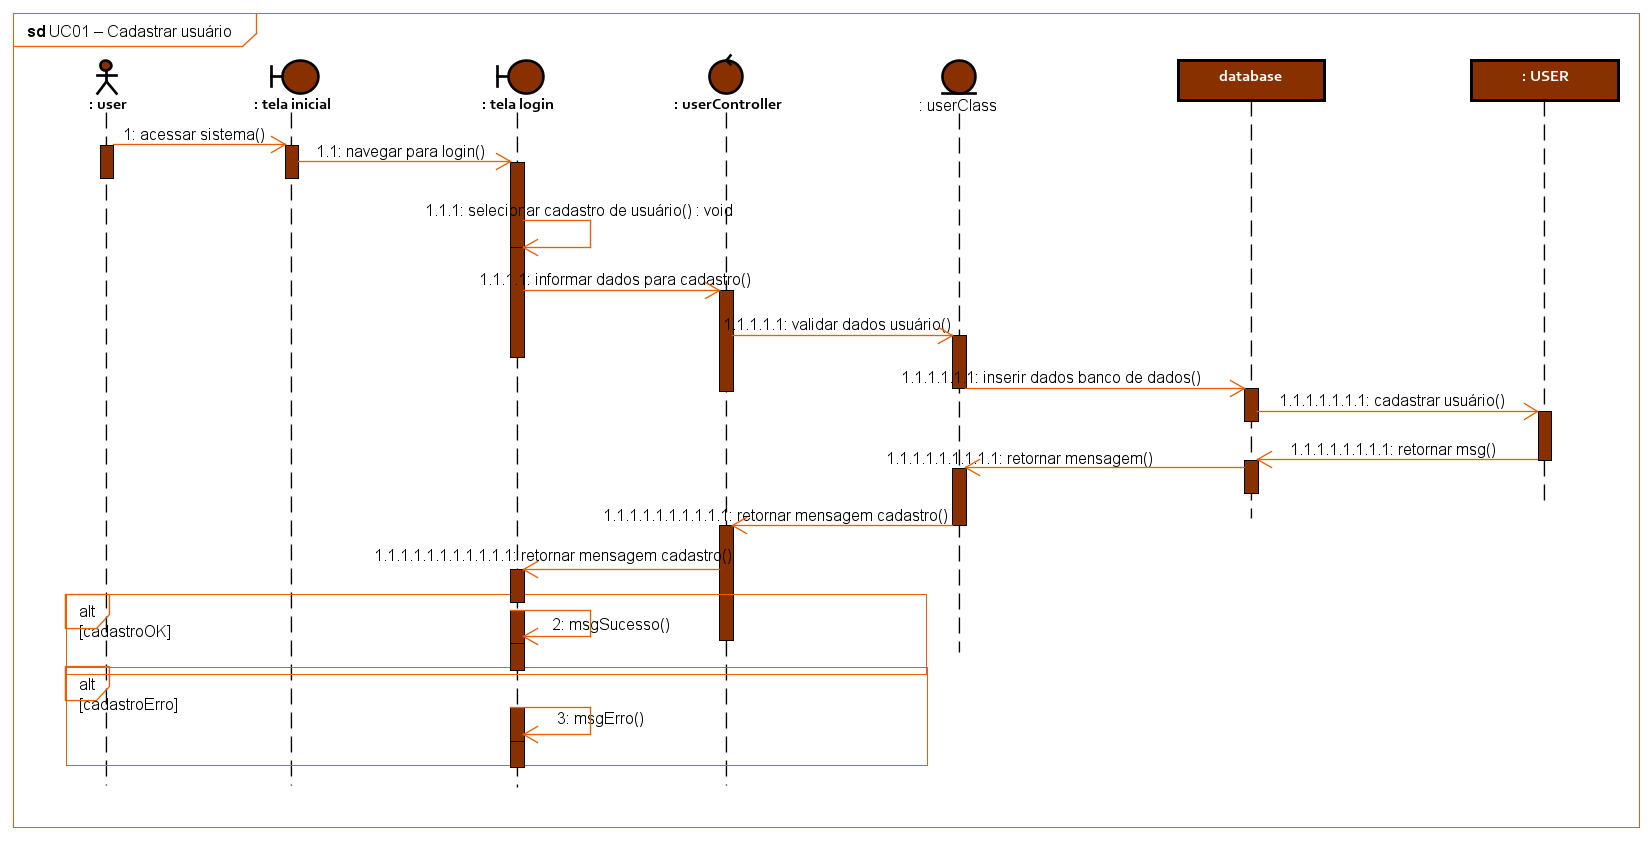 sd UC01 – Cadastrar usuário
: user
: tela inicial
: tela login
: userController
: userClass
database
: USER
1: acessar sistema()
1.1: navegar para login()
1.1.1: selecionar cadastro de usuário() : void
1.1.1.1: informar dados para cadastro()
1.1.1.1.1: validar dados usuário()
1.1.1.1.1.1: inserir dados banco de dados()
1.1.1.1.1.1.1: cadastrar usuário()
1.1.1.1.1.1.1.1: retornar msg()
1.1.1.1.1.1.1.1.1: retornar mensagem()
1.1.1.1.1.1.1.1.1.1: retornar mensagem cadastro()
1.1.1.1.1.1.1.1.1.1.1: retornar mensagem cadastro()
alt
[cadastroOK]
2: msgSucesso()
alt
[cadastroErro]
3: msgErro()